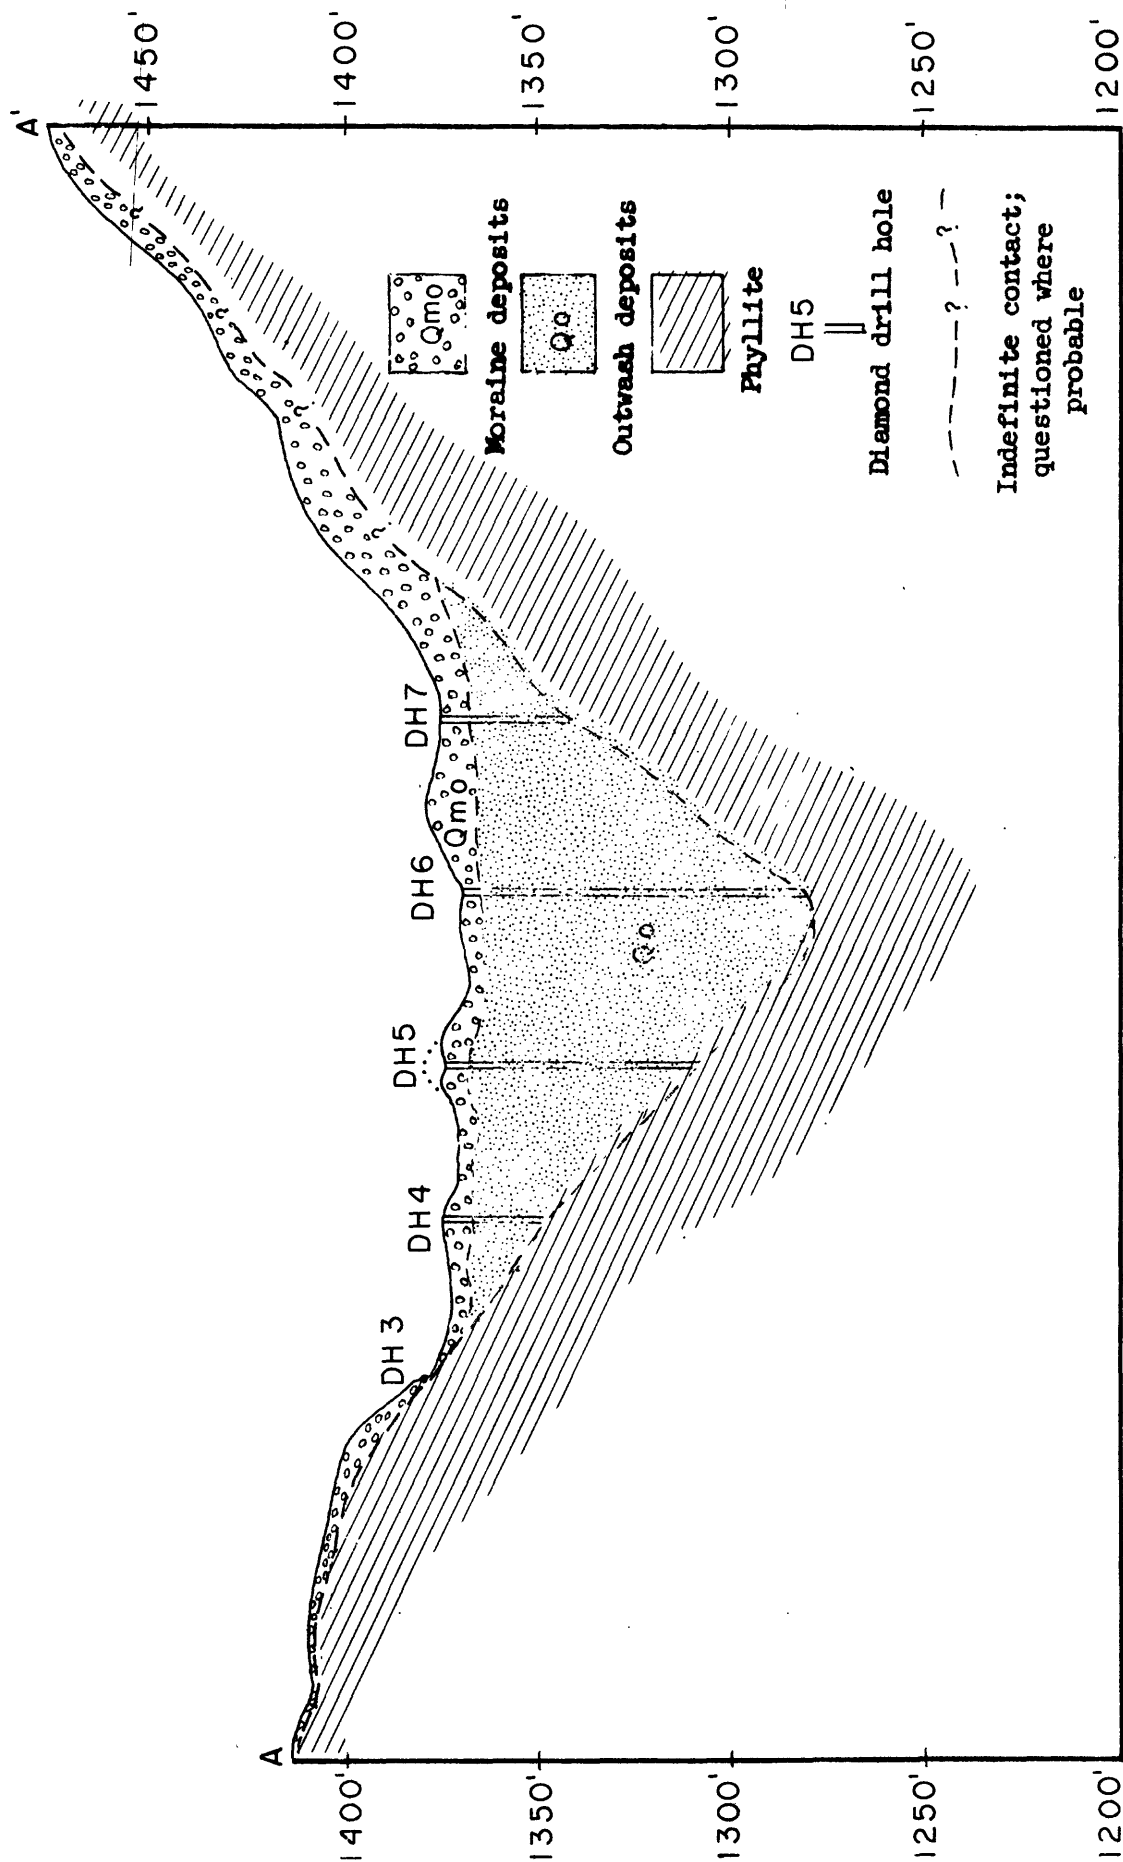 A
A'
1400'
1350'
1300'
1250'
1200'
1450'
1400'
1350'
1300'
1250'
1200'
DH 3
DH4
DH5
DH6
DH7
Qmo
Qo
Qmo
Moraine deposits
Qo
Outwash deposits
Phyllite
DH5
Diamond drill hole
? ?
Indefinite contact;
questioned where
probable
? ? ? ?